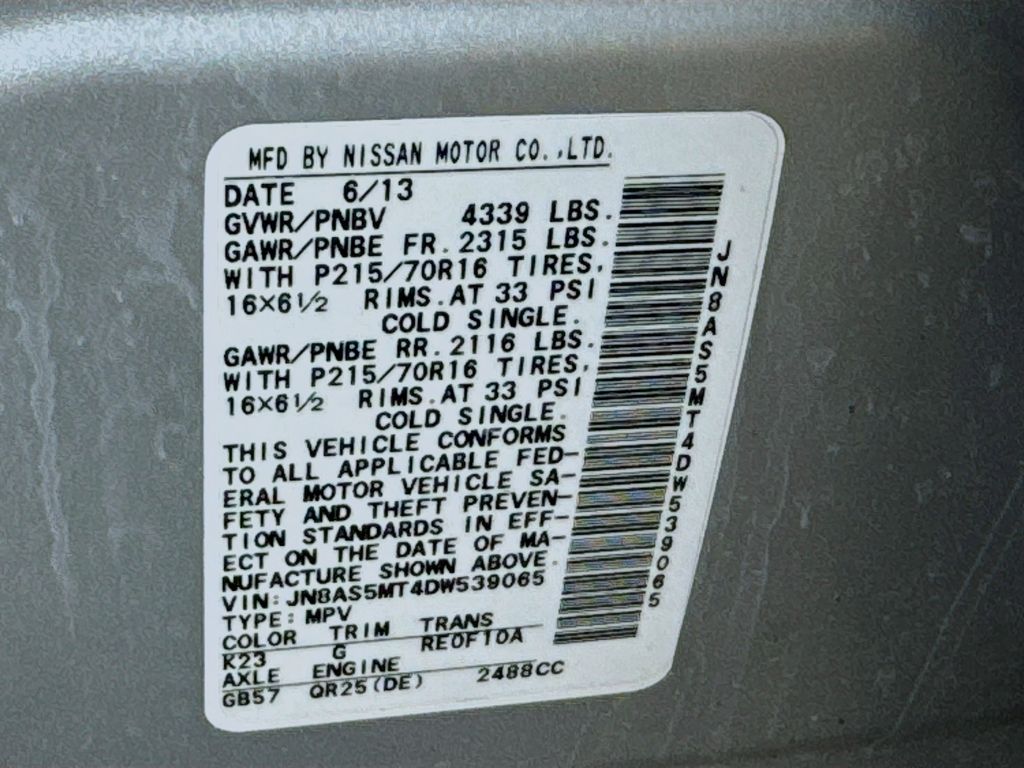 MFD BY NISSAN MOTOR CO.,LTD.
DATE 6/13
GVWR/PNBV 4339 LBS.
GAWR/PNBE FR. 2315 LBS.
WITH P215/70R16 TIRES,
16×6½ RIMS. AT 33 PSI
COLD SINGLE.
GAWR/PNBE RR. 2116 LBS.
WITH P215/70R16 TIRES,
16×6½ RIMS. AT 33 PSI
COLD SINGLE.
THIS VEHICLE CONFORMS
TO ALL APPLICABLE FED-
ERAL MOTOR VEHICLE SA-
FETY AND THEFT PREVEN-
TION STANDARDS IN EFF-
ECT ON THE DATE OF MA-
NUFACTURE SHOWN ABOVE.
VIN: JN8AS5MT4DW539065
TYPE: MPV
COLOR TRIM TRANS
K23 G RE0F10A
AXLE ENGINE
GB57 QR25(DE) 2488CC
JN8AS5MT4DW539065